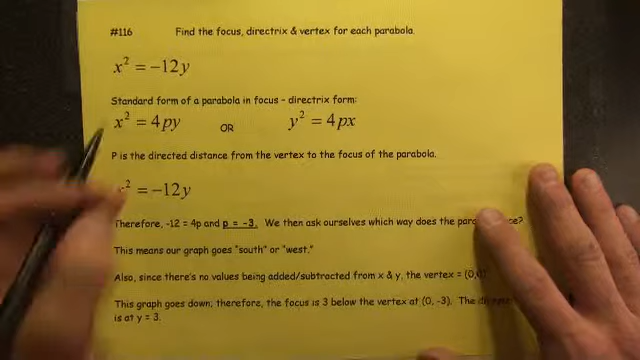 #116 Find the focus, directrix & vertex for each parabola.
x² = -12y
Standard form of a parabola in focus - directrix form:
x² = 4py OR y² = 4px
P is the directed distance from the vertex to the focus of the parabola.
x² = -12y
Therefore, -12 = 4p and p = -3. We then ask ourselves which way does the
This means our graph goes "south" or "west."
Also, since there's no values being added/subtracted from x & y, the vertex = (0,0)
This graph goes down; therefore, the focus is 3 below the vertex at (0, -3). The
is at y = 3.